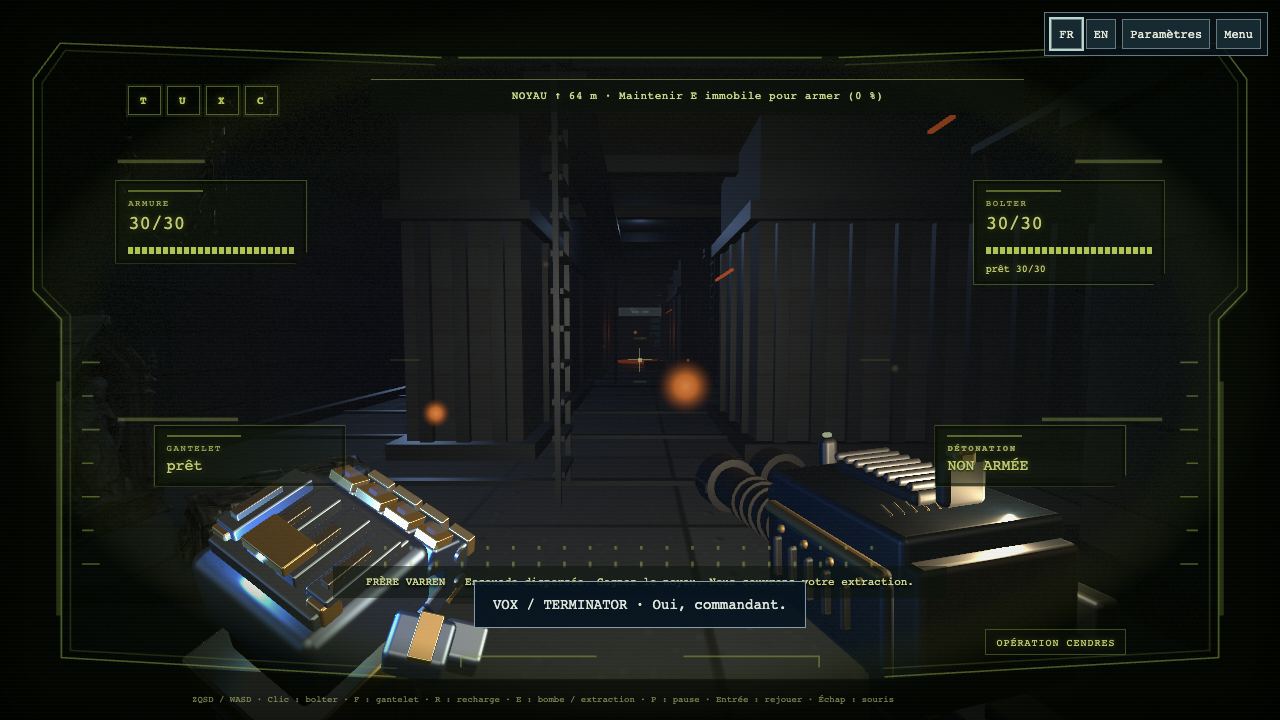 FR EN Paramètres Menu
T U X C
NOYAU ↑ 64 m · Maintenir E immobile pour armer (0 %)
ARMURE
30/30
BOLTER
30/30
prêt 30/30
GANTELET
prêt
DÉTONATION
NON ARMÉE
FRÈRE VARREN · votre extraction.
VOX / TERMINATOR · Oui, commandant.
OPÉRATION CENDRES
ZQSD / WASD · Clic : bolter · F : gantelet · R : recharge · E : bombe / extraction · P : pause · Entrée : rejouer · Échap : souris